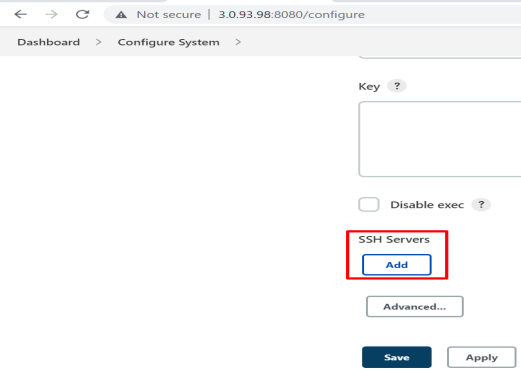 Not secure | 3.0.93.98:8080/configure
Dashboard > Configure System >
Key ?
Disable exec ?
SSH Servers
Add
Advanced...
Save Apply